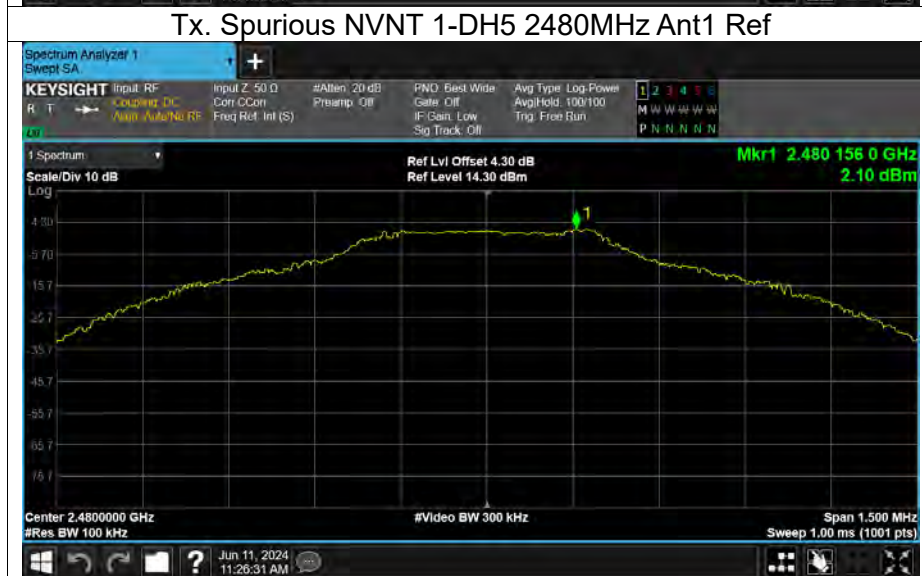 Tx. Spurious NVNT 1-DH5 2480MHz Ant1 Ref
Spectrum Analyzer 1
Swept SA
+
KEYSIGHT Input: RF
R T
Coupling: DC
Align: Auto/No RF
LXI
Input Z: 50 Ω
Corr CCorr
Freq Ref: Int (S)
#Atten: 20 dB
Preamp: Off
PNO: Best Wide
Gate: Off
IF Gain: Low
Sig Track: Off
Avg Type: Log-Power
Avg|Hold: 100/100
Trig: Free Run
1 2 3 4 5 6
M W W W W W
P N N N N N
1 Spectrum
Scale/Div 10 dB
Log
Ref Lvl Offset 4.30 dB
Ref Level 14.30 dBm
Mkr1 2.480 156 0 GHz
2.10 dBm
1
4.30
-5.70
-15.7
-25.7
-35.7
-45.7
-55.7
-65.7
-75.7
Center 2.4800000 GHz
#Res BW 100 kHz
#Video BW 300 kHz
Span 1.500 MHz
Sweep 1.00 ms (1001 pts)
?
Jun 11, 2024
11:26:31 AM